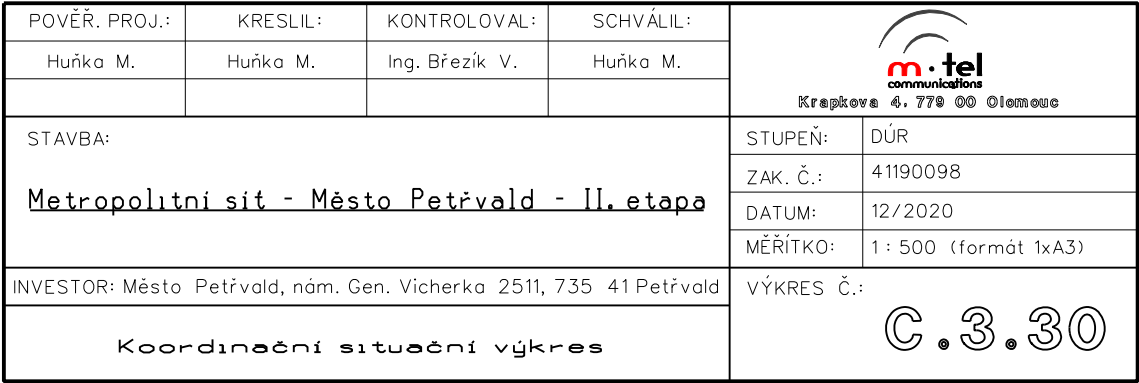 POVĚŘ. PROJ.: KRESLIL: KONTROLOVAL: SCHVÁLIL:
Huňka M. Huňka M. Ing. Březík V. Huňka M.
m·tel
communications
Krapkova 4, 779 00 Olomouc
STAVBA:
Metropolitní síť - Město Petřvald - II. etapa
STUPEŇ: DÚR
ZAK. Č.: 41190098
DATUM: 12/2020
MĚŘÍTKO: 1 : 500 (formát 1xA3)
INVESTOR: Město Petřvald, nám. Gen. Vicherka 2511, 735 41 Petřvald
Koordinační situační výkres
VÝKRES Č.:
C.3.30